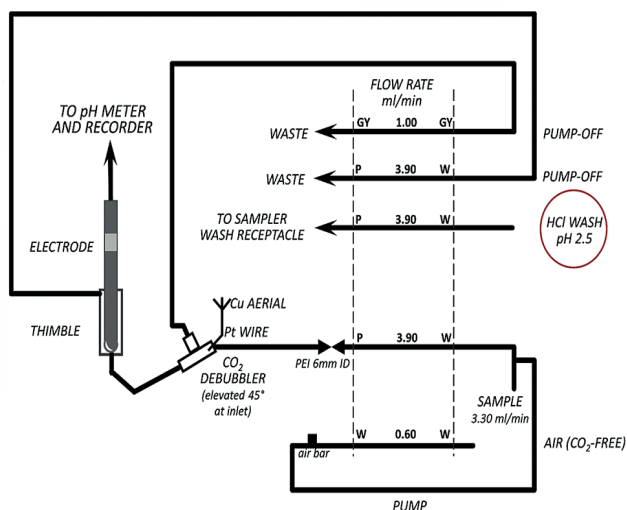 FLOW RATE
ml/min
TO pH METER
AND RECORDER
WASTE
GY 1.00 GY
PUMP-OFF
WASTE
P 3.90 W
PUMP-OFF
TO SAMPLER
WASH RECEPTACLE
P 3.90 W
HCl WASH
pH 2.5
ELECTRODE
THIMBLE
Cu AERIAL
Pt WIRE
CO₂
DEBUBBLER
(elevated 45°
at inlet)
PEI 6mm ID
P 3.90 W
SAMPLE
3.30 ml/min
W 0.60
air bar
AIR (CO₂-FREE)
PUMP